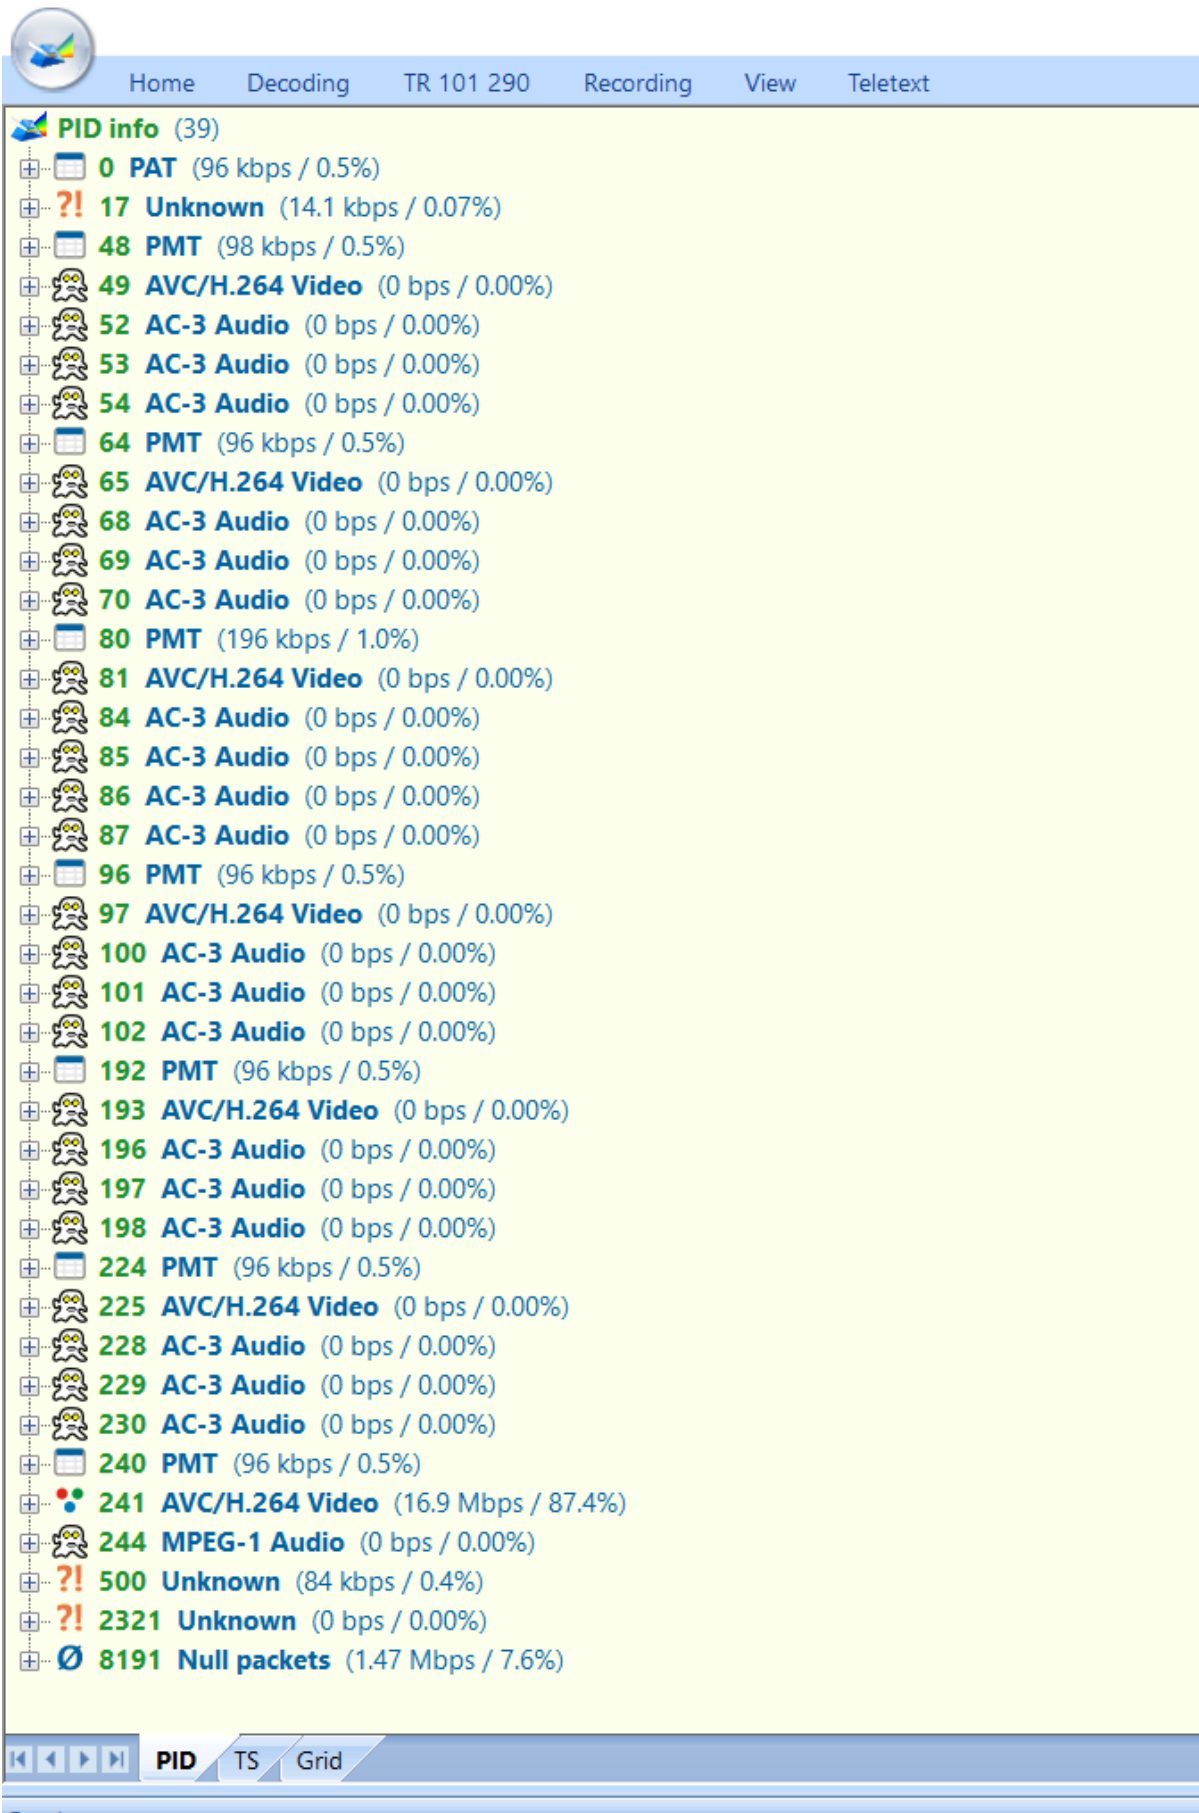 Home Decoding TR 101 290 Recording View Teletext
PID info (39)
0 PAT (96 kbps / 0.5%)
?! 17 Unknown (14.1 kbps / 0.07%)
48 PMT (98 kbps / 0.5%)
49 AVC/H.264 Video (0 bps / 0.00%)
52 AC-3 Audio (0 bps / 0.00%)
53 AC-3 Audio (0 bps / 0.00%)
54 AC-3 Audio (0 bps / 0.00%)
64 PMT (96 kbps / 0.5%)
65 AVC/H.264 Video (0 bps / 0.00%)
68 AC-3 Audio (0 bps / 0.00%)
69 AC-3 Audio (0 bps / 0.00%)
70 AC-3 Audio (0 bps / 0.00%)
80 PMT (196 kbps / 1.0%)
81 AVC/H.264 Video (0 bps / 0.00%)
84 AC-3 Audio (0 bps / 0.00%)
85 AC-3 Audio (0 bps / 0.00%)
86 AC-3 Audio (0 bps / 0.00%)
87 AC-3 Audio (0 bps / 0.00%)
96 PMT (96 kbps / 0.5%)
97 AVC/H.264 Video (0 bps / 0.00%)
100 AC-3 Audio (0 bps / 0.00%)
101 AC-3 Audio (0 bps / 0.00%)
102 AC-3 Audio (0 bps / 0.00%)
192 PMT (96 kbps / 0.5%)
193 AVC/H.264 Video (0 bps / 0.00%)
196 AC-3 Audio (0 bps / 0.00%)
197 AC-3 Audio (0 bps / 0.00%)
198 AC-3 Audio (0 bps / 0.00%)
224 PMT (96 kbps / 0.5%)
225 AVC/H.264 Video (0 bps / 0.00%)
228 AC-3 Audio (0 bps / 0.00%)
229 AC-3 Audio (0 bps / 0.00%)
230 AC-3 Audio (0 bps / 0.00%)
240 PMT (96 kbps / 0.5%)
241 AVC/H.264 Video (16.9 Mbps / 87.4%)
244 MPEG-1 Audio (0 bps / 0.00%)
?! 500 Unknown (84 kbps / 0.4%)
?! 2321 Unknown (0 bps / 0.00%)
Ø 8191 Null packets (1.47 Mbps / 7.6%)
PID TS Grid